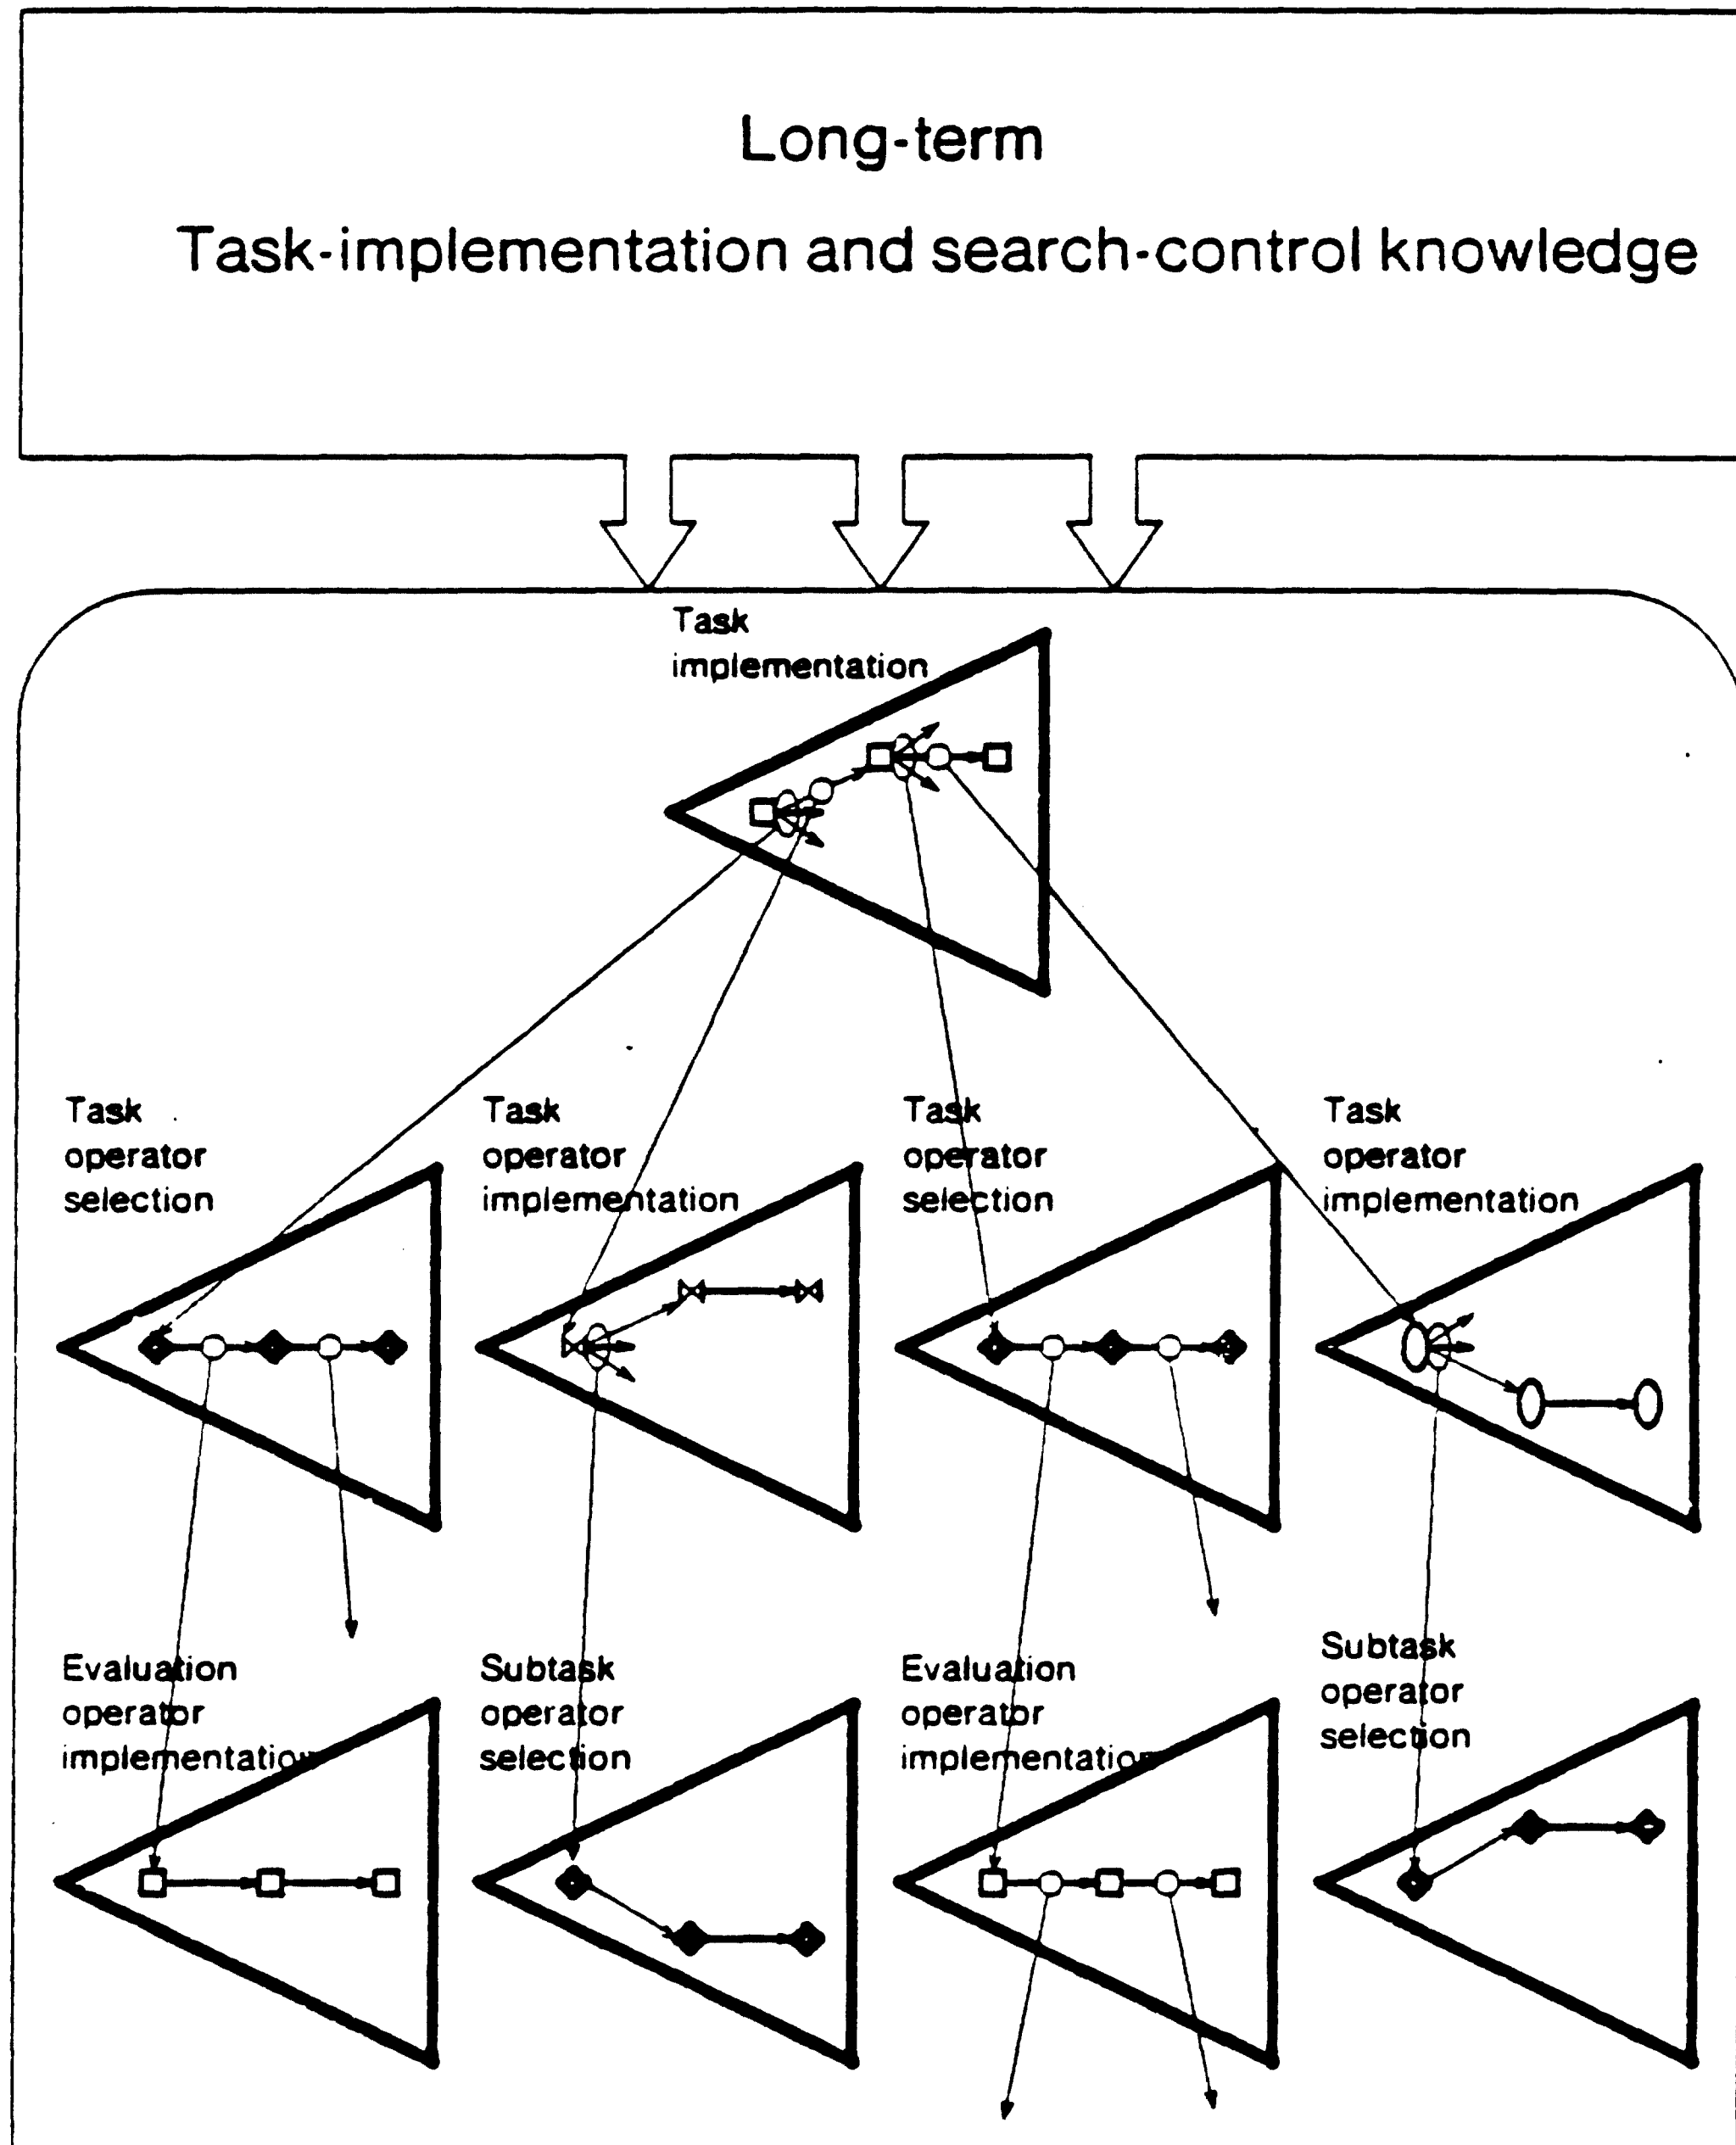 Long-term
Task-implementation and search-control knowledge
Task
implementation
Task
operator
selection
Task
operator
implementation
Task
operator
selection
Task
operator
implementation
Evaluation
operator
implementation
Subtask
operator
selection
Evaluation
operator
implementation
Subtask
operator
selection